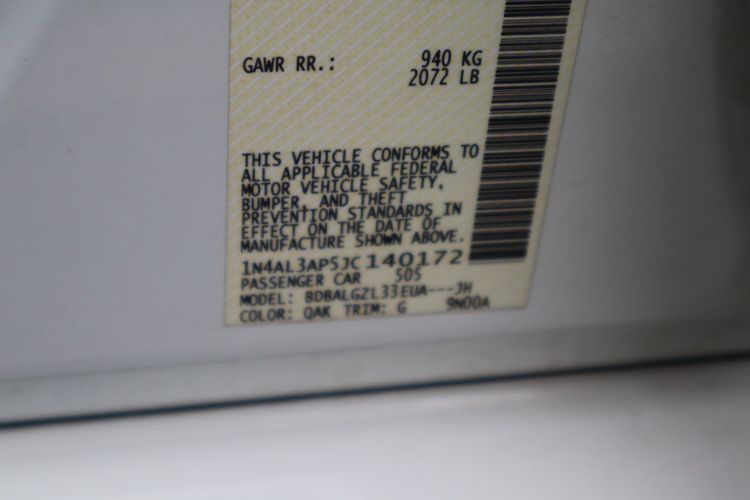 GAWR RR.: 940 KG
2072 LB
THIS VEHICLE CONFORMS TO
ALL APPLICABLE FEDERAL
MOTOR VEHICLE SAFETY,
BUMPER, AND THEFT
PREVENTION STANDARDS IN
EFFECT ON THE DATE OF
MANUFACTURE SHOWN ABOVE.
1N4AL3AP5JC140172
PASSENGER CAR 505
MODEL: BDBALGZL33EUA---JH
COLOR: QAK TRIM: G 9N00A